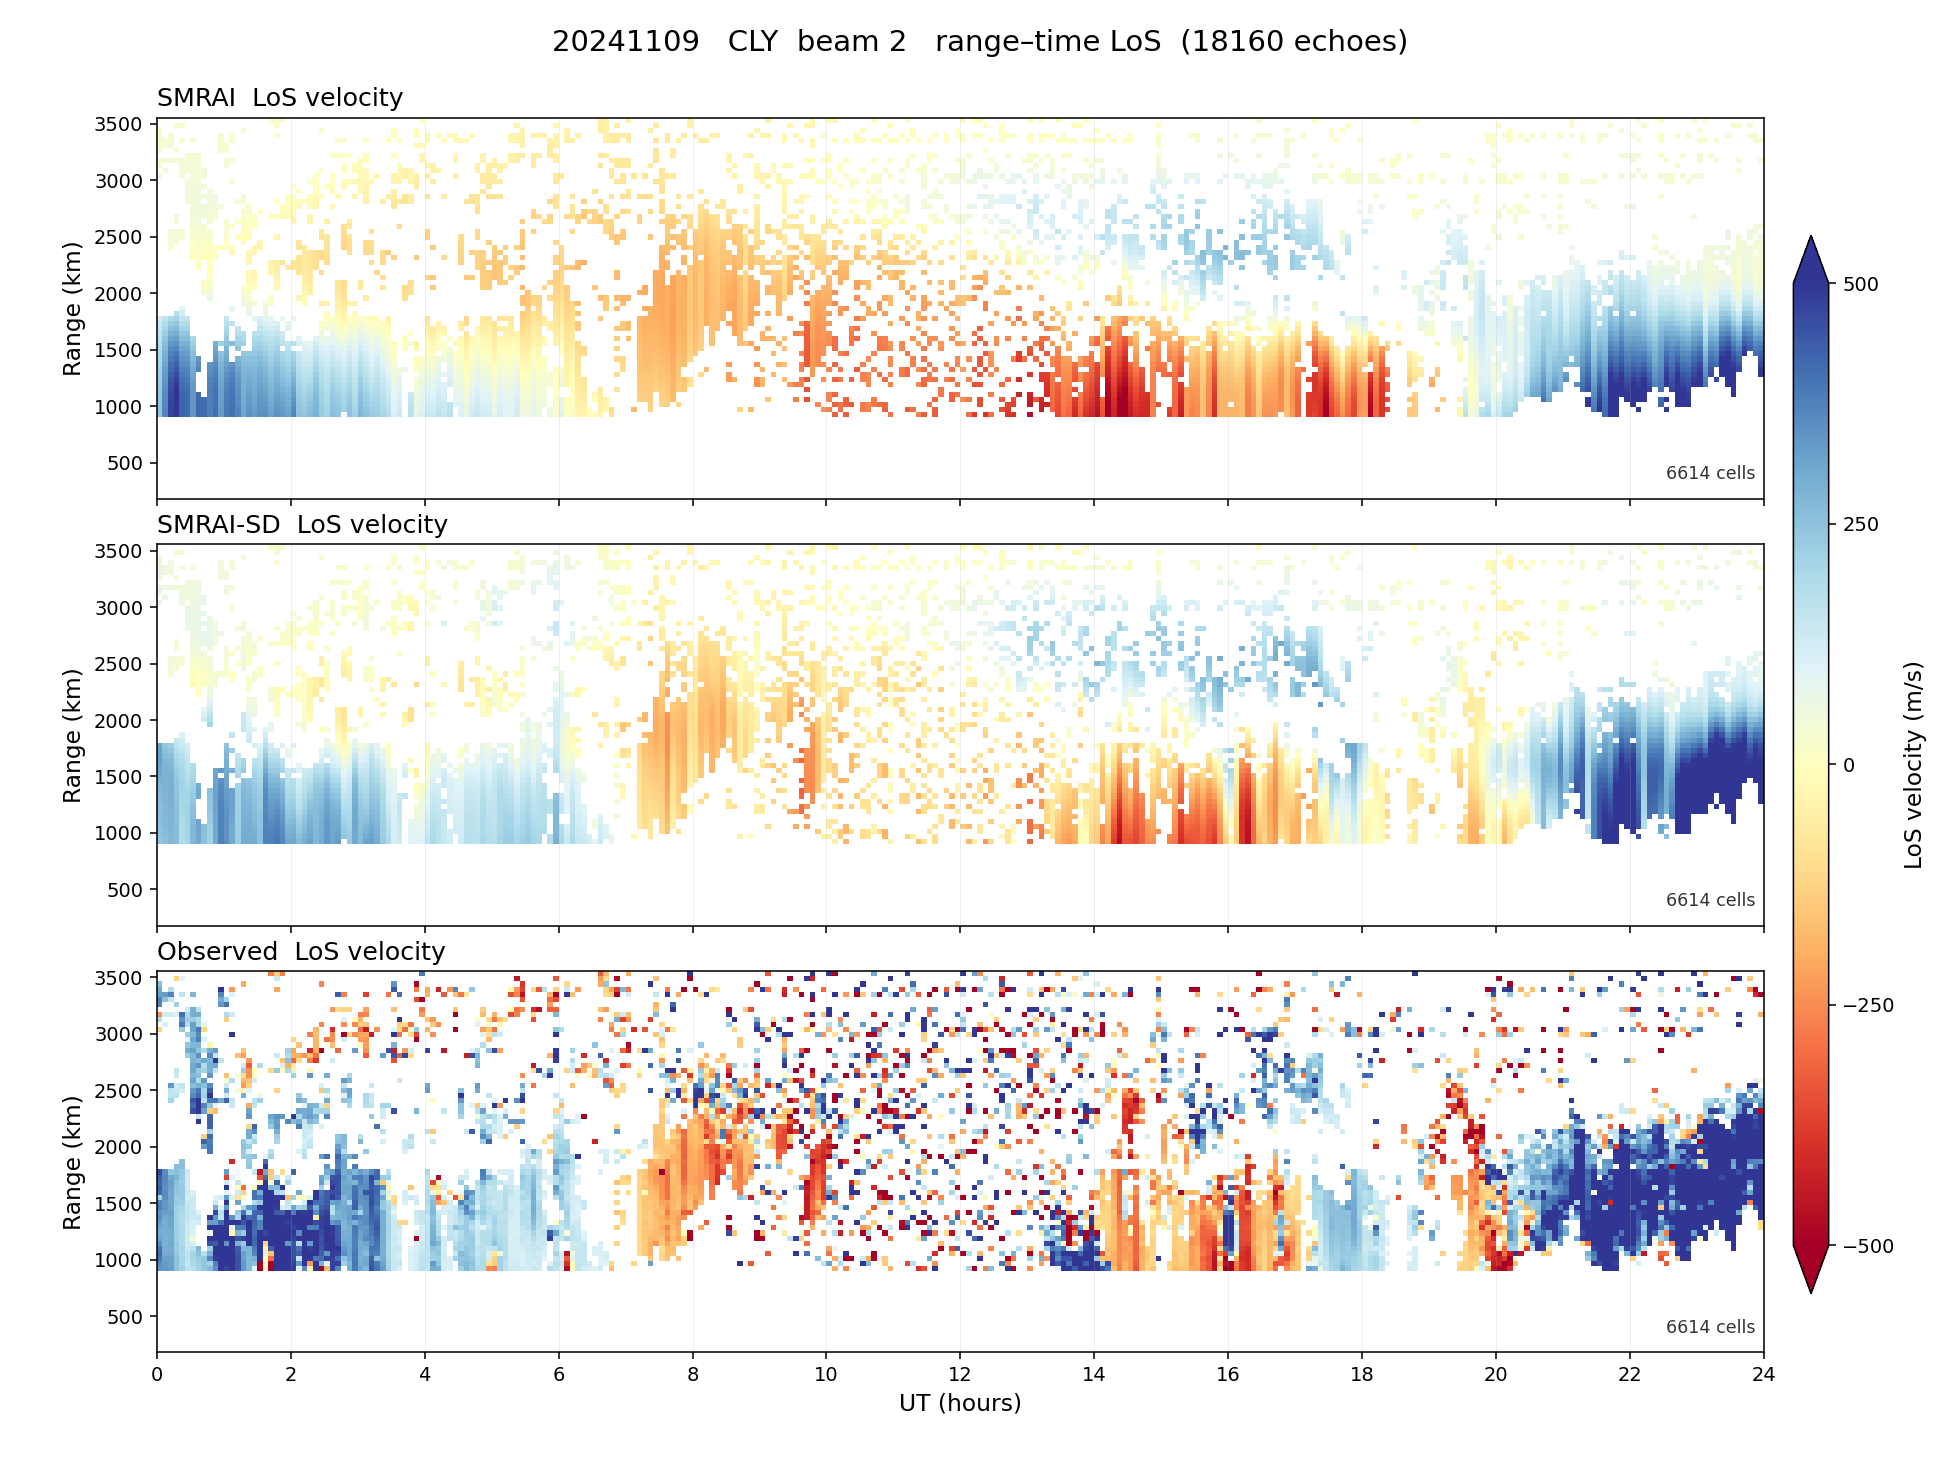 20241109   CLY  beam 2   range–time LoS  (18160 echoes)
SMRAI  LoS velocity
3500
3000
2500
2000
1500
1000
500
Range (km)
6614 cells
SMRAI-SD  LoS velocity
3500
3000
2500
2000
1500
1000
500
Range (km)
6614 cells
Observed  LoS velocity
3500
3000
2500
2000
1500
1000
500
Range (km)
6614 cells
0 2 4 6 8 10 12 14 16 18 20 22 24
UT (hours)
500
250
0
−250
−500
LoS velocity (m/s)